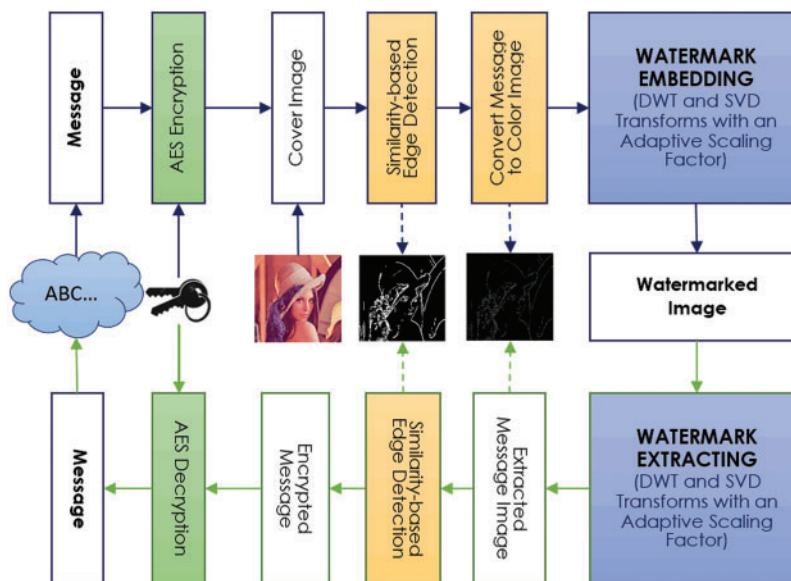 Message
AES Encryption
Cover Image
Similarity-based
Edge Detection
Convert Message
to Color Image
WATERMARK
EMBEDDING
(DWT and SVD
Transforms with an
Adaptive Scaling
Factor)
ABC...
Watermarked
Image
Message
AES Decryption
Encrypted
Message
Similarity-based
Edge Detection
Extracted
Message Image
WATERMARK
EXTRACTING
(DWT and SVD
Transforms with an
Adaptive Scaling
Factor)